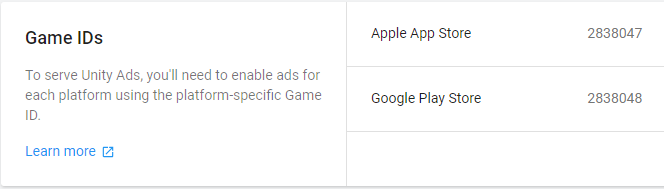 Game IDs
To serve Unity Ads, you'll need to enable ads for
each platform using the platform-specific Game
ID.
Learn more
Apple App Store 2838047
Google Play Store 2838048